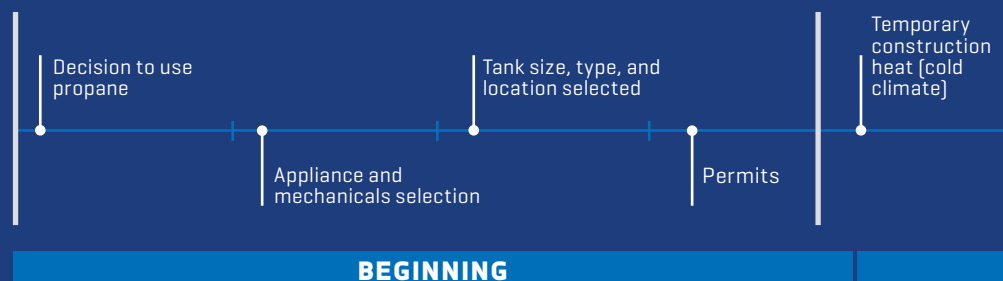 Decision to use
propane
Appliance and
mechanicals selection
Tank size, type, and
location selected
Permits
Temporary
construction
heat (cold
climate)
BEGINNING